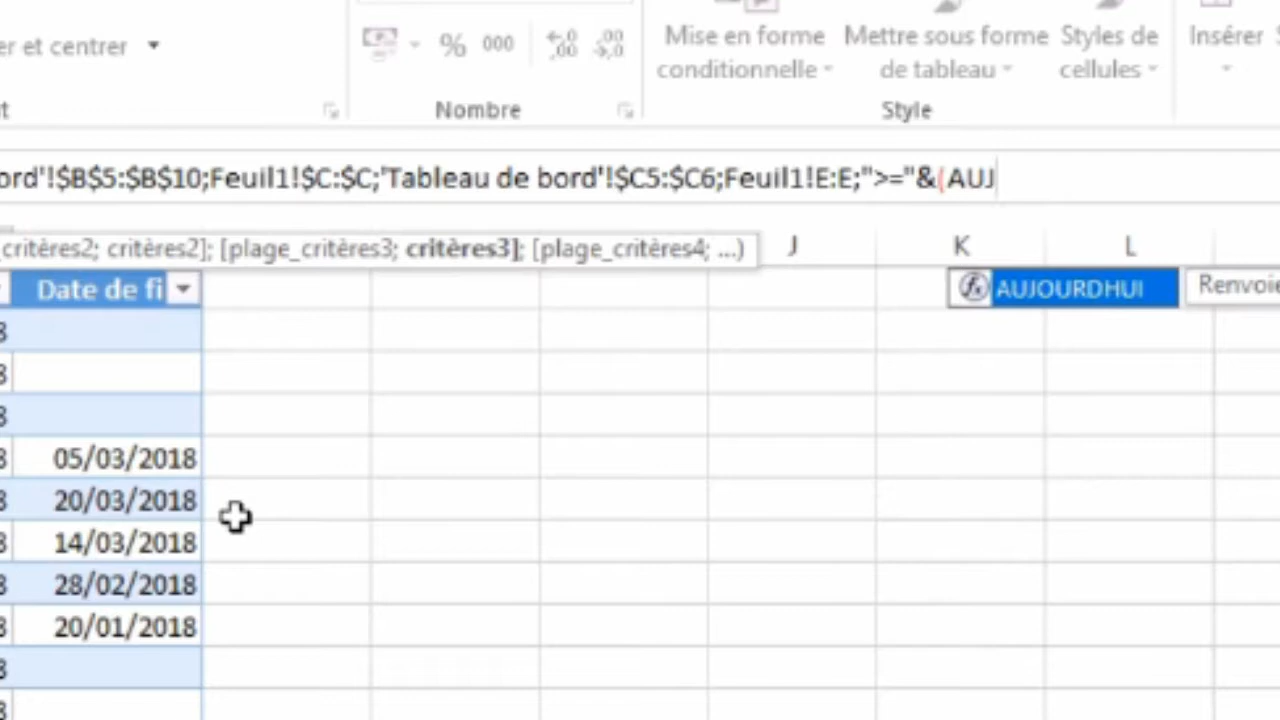 er et centrer
% 000 ,00 ,00
Mise en forme conditionnelle
Mettre sous forme de tableau
Styles de cellules
Insérer
Nombre
Style
ord'!$B$5:$B$10;Feuil1!$C:$C;'Tableau de bord'!$C5:$C6;Feuil1!E:E;">="&(AUJ
critères2; critères2]; [plage_critères3; critères3]; [plage_critères4; ...)
J K L
Date de fi
AUJOURDHUI
Renvoie
05/03/2018
20/03/2018
14/03/2018
28/02/2018
20/01/2018